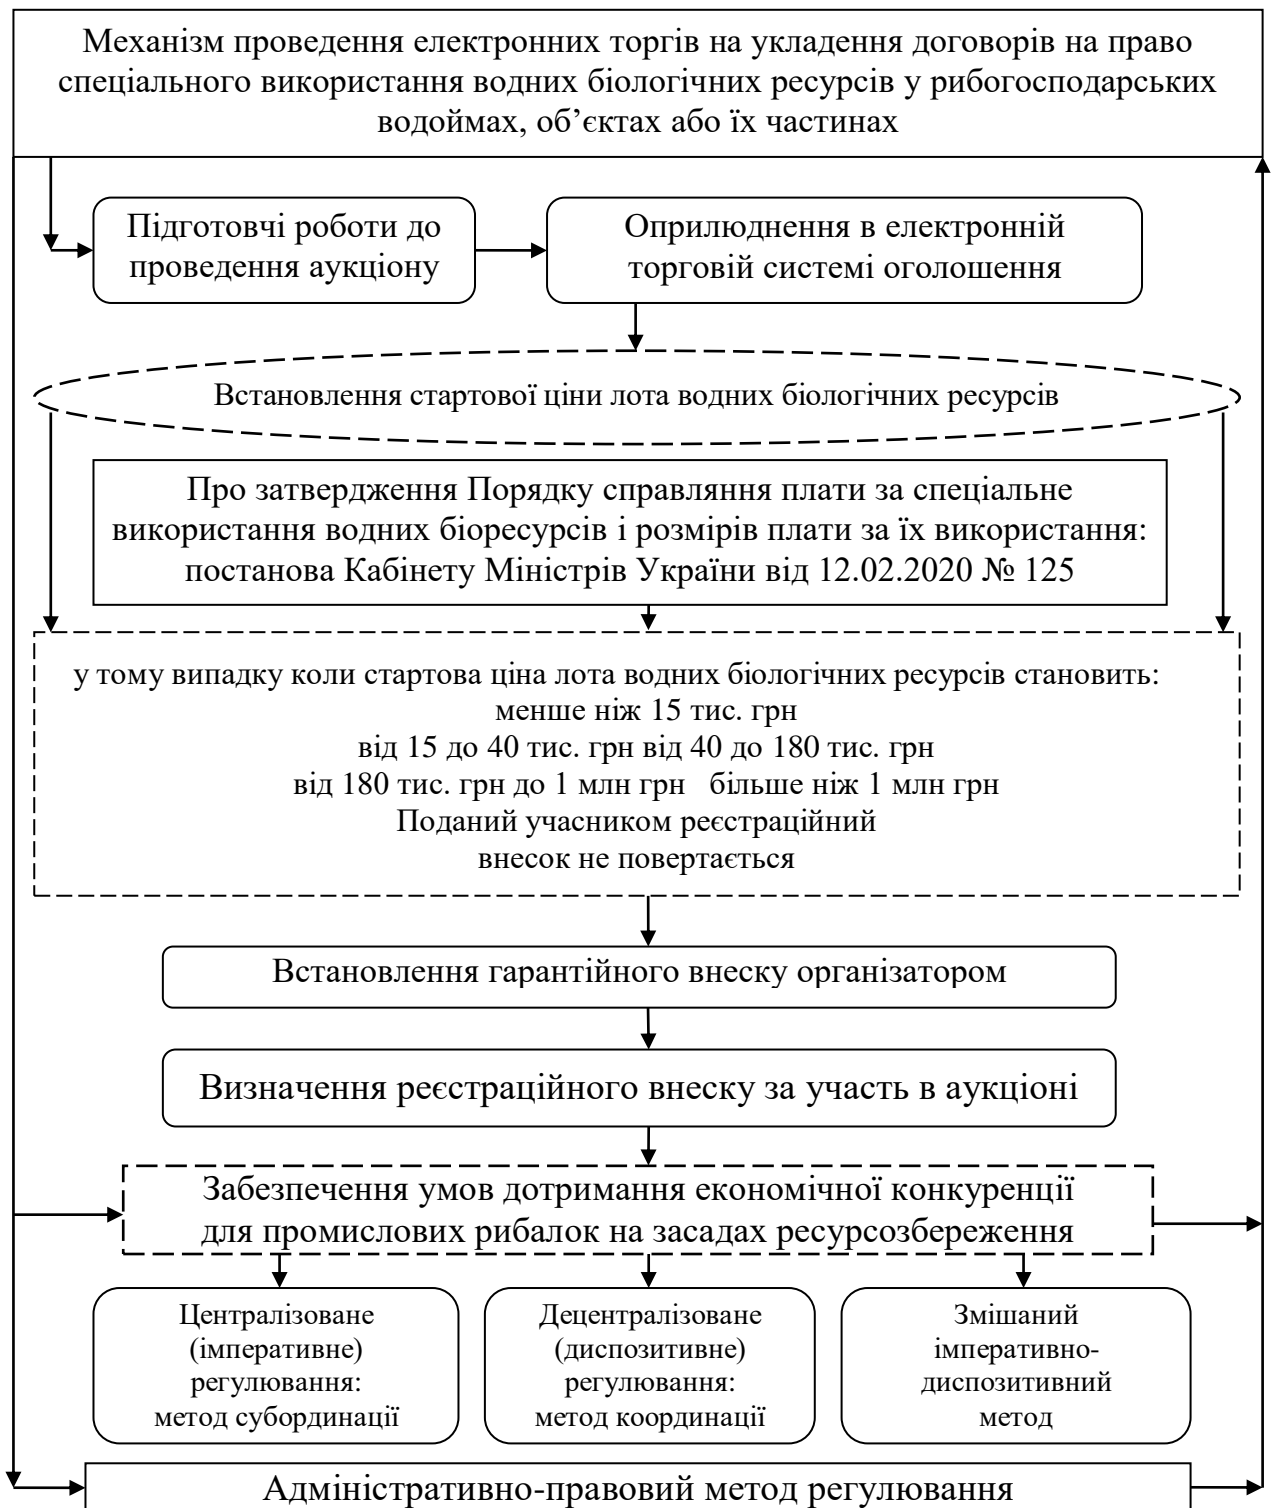 Механізм проведення електронних торгів на укладення договорів на право
спеціального використання водних біологічних ресурсів у рибогосподарських
водоймах, об’єктах або їх частинах
Підготовчі роботи до
проведення аукціону
Оприлюднення в електронній
торговій системі оголошення
Встановлення стартової ціни лота водних біологічних ресурсів
Про затвердження Порядку справляння плати за спеціальне
використання водних біоресурсів і розмірів плати за їх використання:
постанова Кабінету Міністрів України від 12.02.2020 № 125
у тому випадку коли стартова ціна лота водних біологічних ресурсів становить:
менше ніж 15 тис. грн
від 15 до 40 тис. грн від 40 до 180 тис. грн
від 180 тис. грн до 1 млн грн більше ніж 1 млн грн
Поданий учасником реєстраційний
внесок не повертається
Встановлення гарантійного внеску організатором
Визначення реєстраційного внеску за участь в аукціоні
Забезпечення умов дотримання економічної конкуренції
для промислових рибалок на засадах ресурсозбереження
Централізоване
(імперативне)
регулювання:
метод субординації
Децентралізоване
(диспозитивне)
регулювання:
метод координації
Змішаний
імперативно-
диспозитивний
метод
Адміністративно-правовий метод регулювання